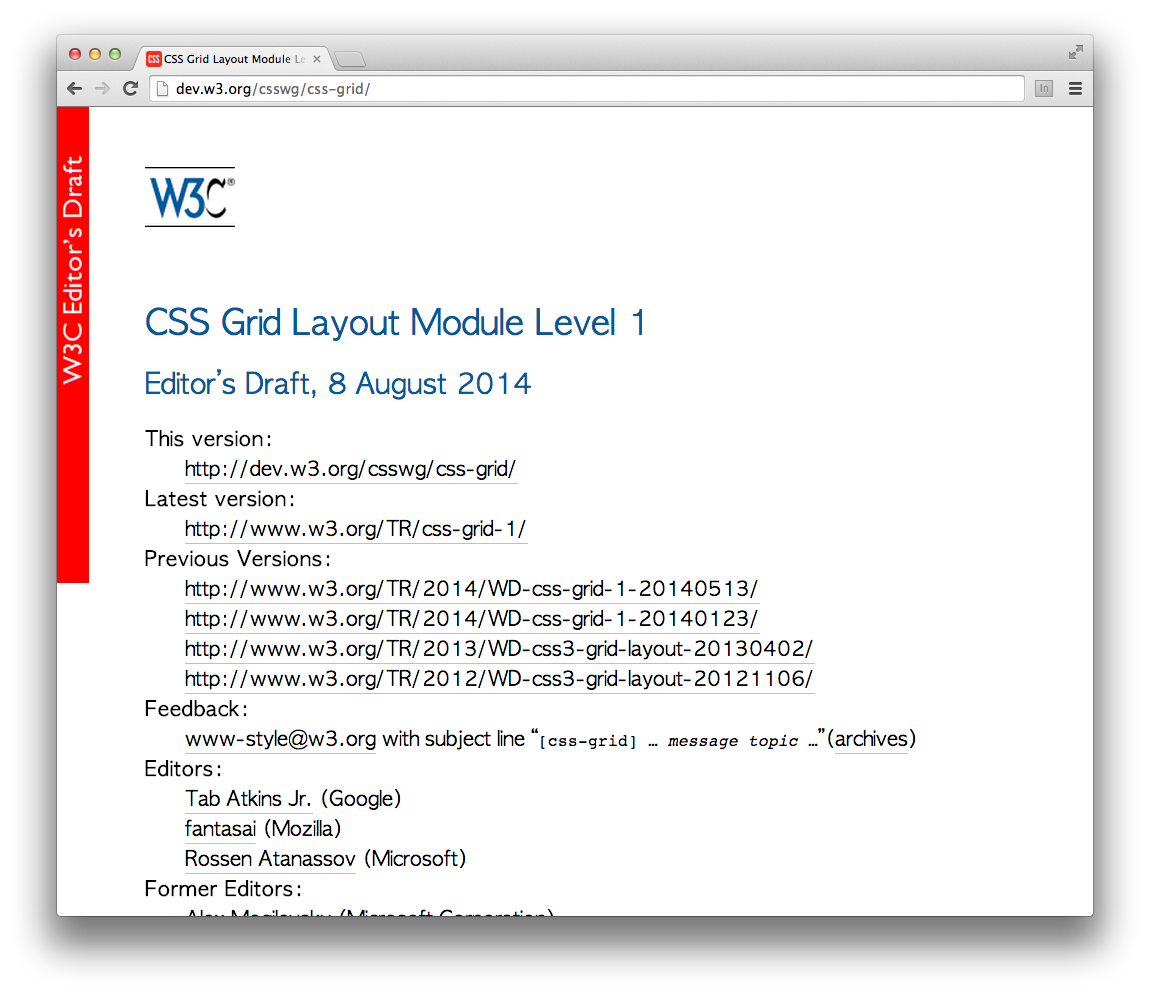 CSS Grid Layout Module Le
dev.w3.org/csswg/css-grid/
W3C Editor’s Draft
W3C®
CSS Grid Layout Module Level 1
Editor’s Draft, 8 August 2014
This version:
http://dev.w3.org/csswg/css-grid/
Latest version:
http://www.w3.org/TR/css-grid-1/
Previous Versions:
http://www.w3.org/TR/2014/WD-css-grid-1-20140513/
http://www.w3.org/TR/2014/WD-css-grid-1-20140123/
http://www.w3.org/TR/2013/WD-css3-grid-layout-20130402/
http://www.w3.org/TR/2012/WD-css3-grid-layout-20121106/
Feedback:
www-style@w3.org with subject line “[css-grid] … message topic …”(archives)
Editors:
Tab Atkins Jr. (Google)
fantasai (Mozilla)
Rossen Atanassov (Microsoft)
Former Editors:
(Microsoft Corporation)